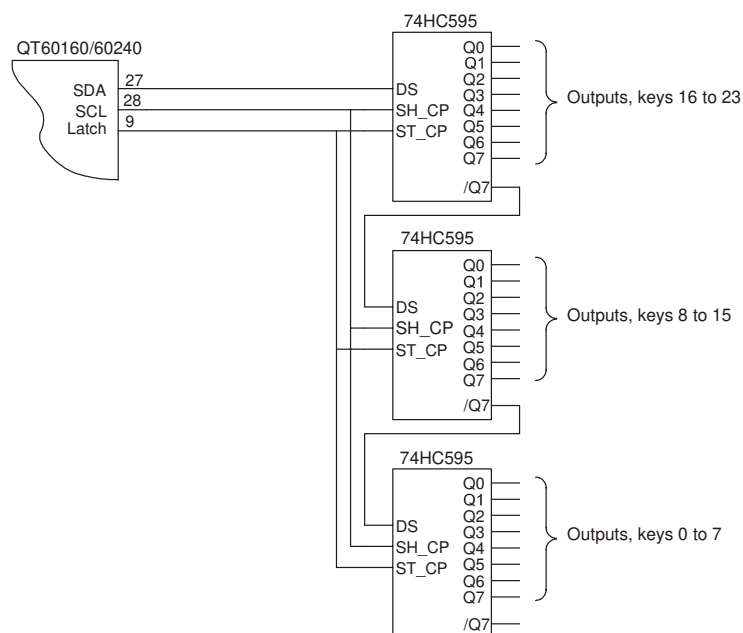 74HC595
QT60160/60240
SDA 27
SCL 28
Latch 9
DS
SH_CP
ST_CP
Q0
Q1
Q2
Q3
Q4
Q5
Q6
Q7
/Q7
Outputs, keys 16 to 23
74HC595
DS
SH_CP
ST_CP
Q0
Q1
Q2
Q3
Q4
Q5
Q6
Q7
/Q7
Outputs, keys 8 to 15
74HC595
DS
SH_CP
ST_CP
Q0
Q1
Q2
Q3
Q4
Q5
Q6
Q7
/Q7
Outputs, keys 0 to 7